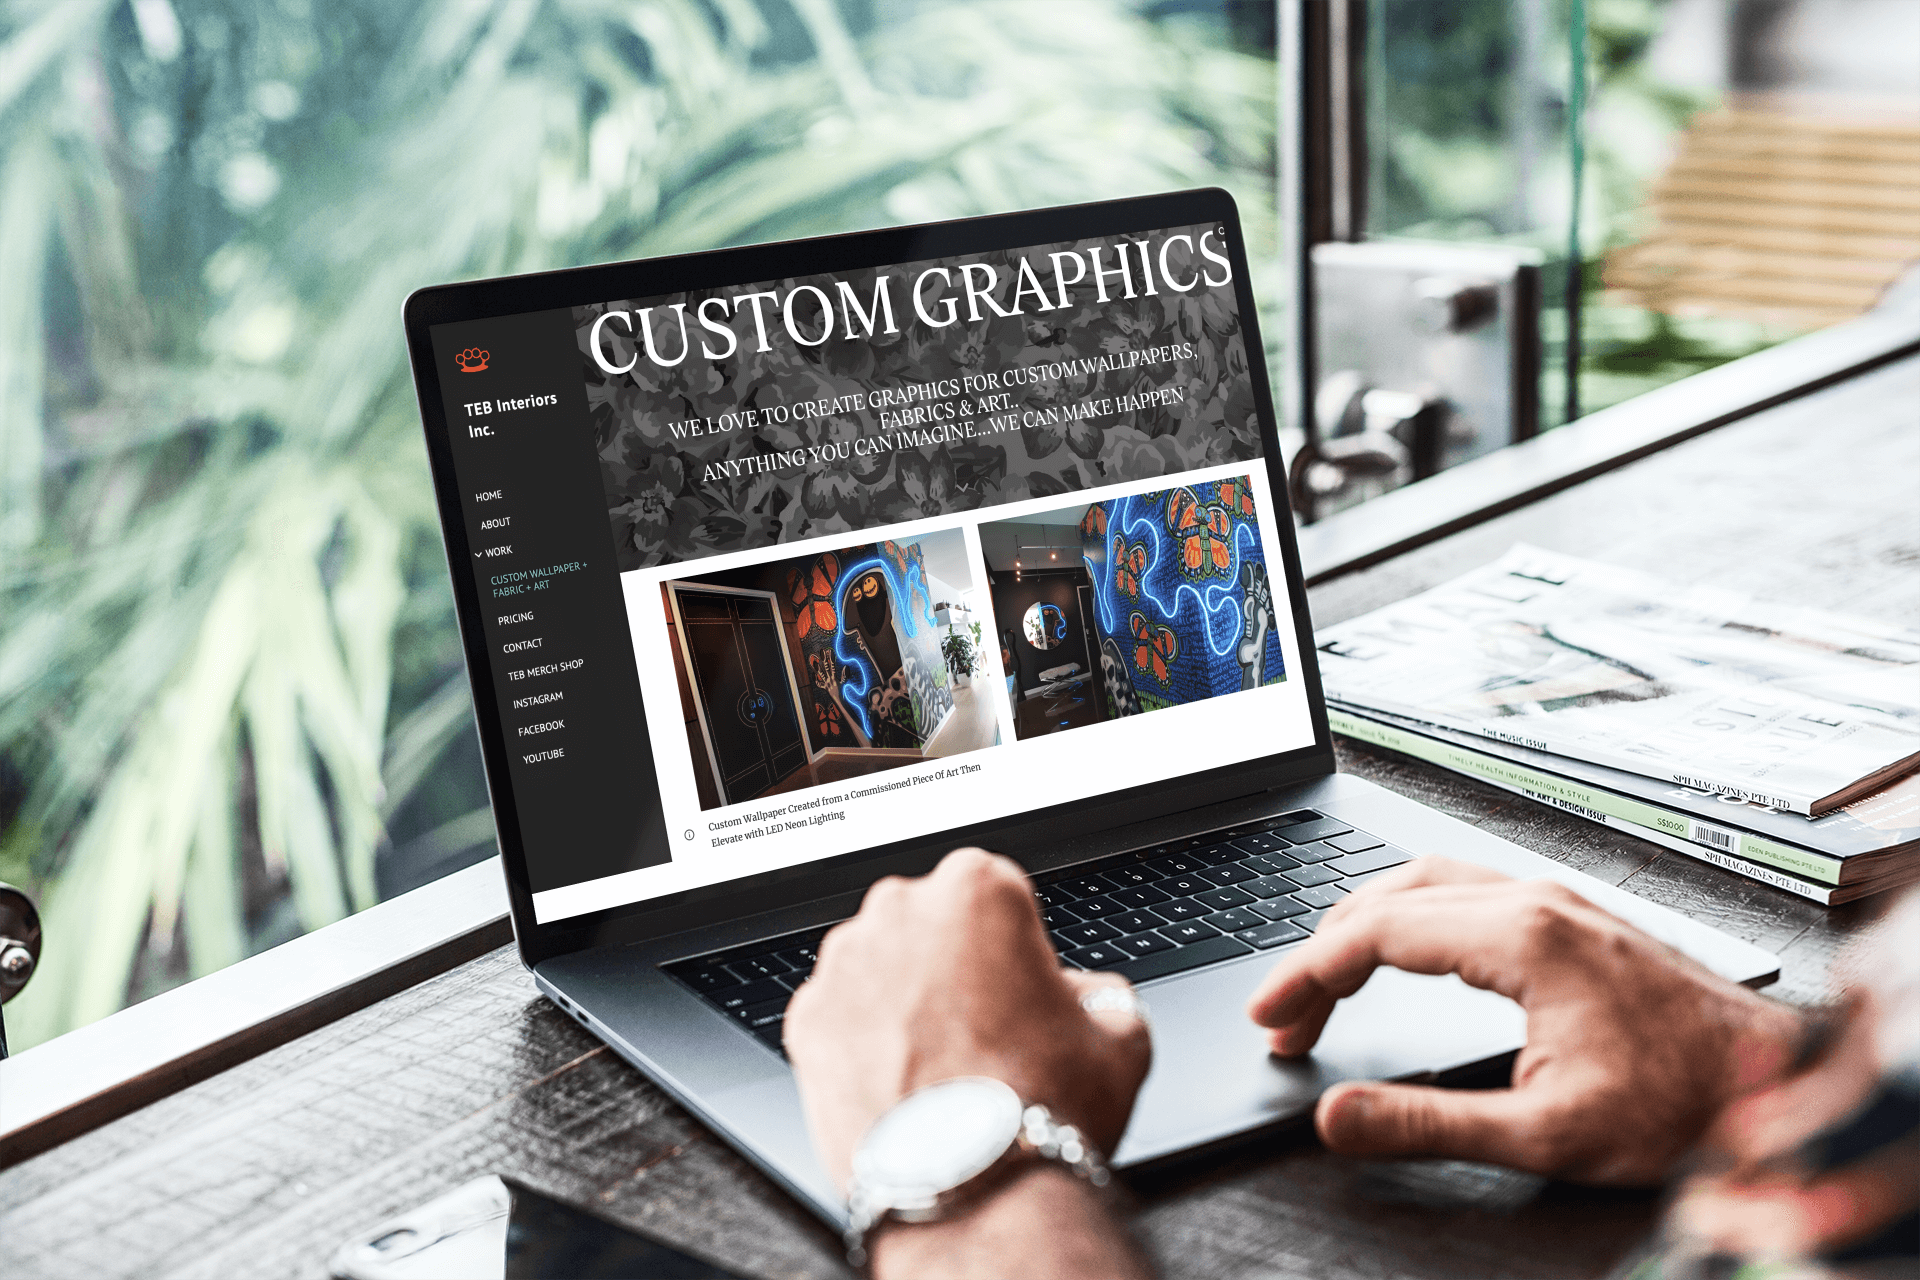 CUSTOM GRAPHICS
WE LOVE TO CREATE GRAPHICS FOR CUSTOM WALLPAPERS,
FABRICS & ART..
ANYTHING YOU CAN IMAGINE...WE CAN MAKE HAPPEN
TEB Interiors
Inc.
HOME
ABOUT
WORK
CUSTOM WALLPAPER +
FABRIC + ART
PRICING
CONTACT
TEB MERCH SHOP
INSTAGRAM
FACEBOOK
YOUTUBE
Custom Wallpaper Created from a Commissioned Piece Of Art Then
Elevate with LED Neon Lighting
ISSUE
THE MUSIC ISSUE
SPH MAGAZINES PTE LTD
TIMELY HEALTH INFORMATION & STYLE
THE ART & DESIGN ISSUE
S$10.00
EDEN PUBLISHING PTE LTD
SPH MAGAZINES PTE LTD